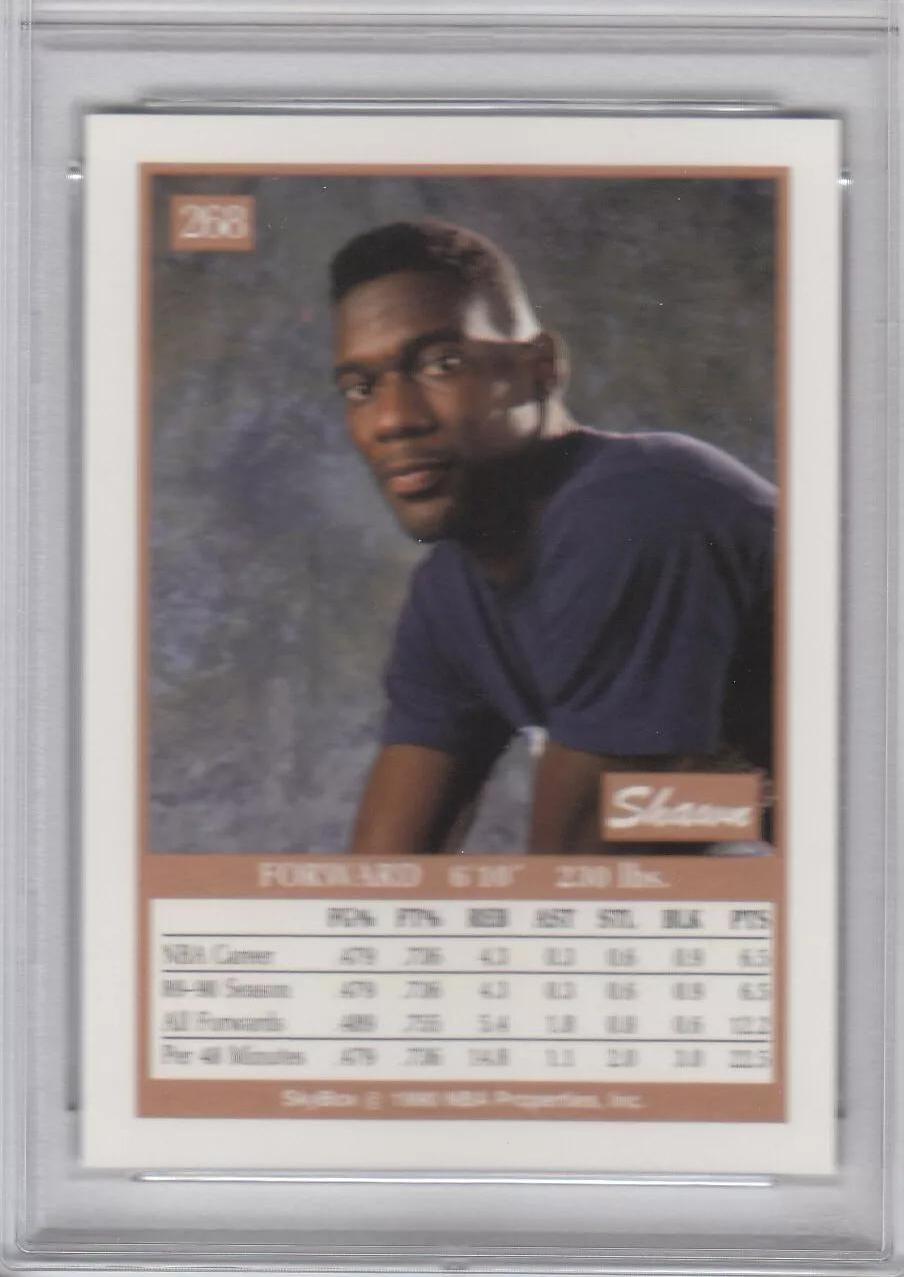 268
Shawn
FORWARD 6'10" 230 lbs.
FG% FT% REB AST STL BLK PTS
NBA Career .479 .736 4.3 0.3 0.6 0.9 6.5
89-90 Season .479 .736 4.3 0.3 0.6 0.9 6.5
All Forwards .489 .755 5.4 1.8 0.8 0.6 12.2
Per 48 Minutes .479 .736 14.8 1.1 2.0 3.0 22.5
SkyBox © 1990 NBA Properties, Inc.